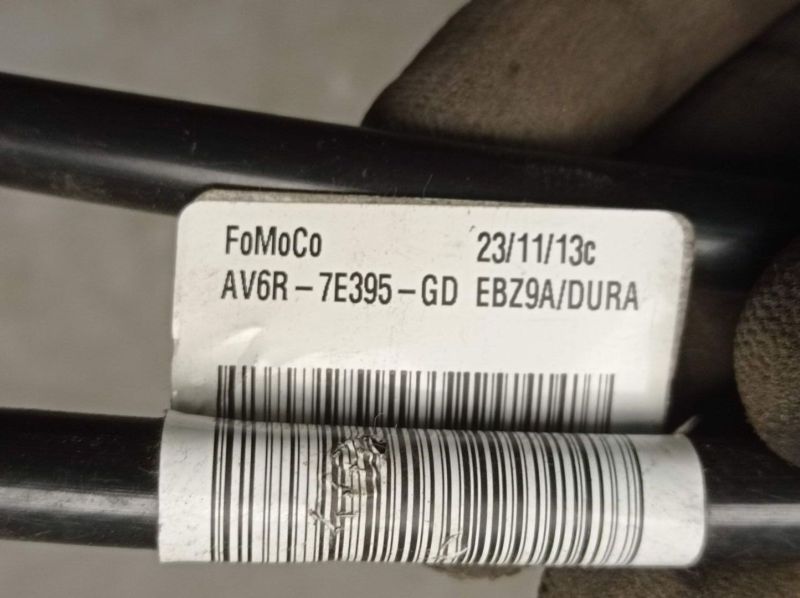 FoMoCo 23/11/13c
AV6R-7E395-GD EBZ9A/DURA